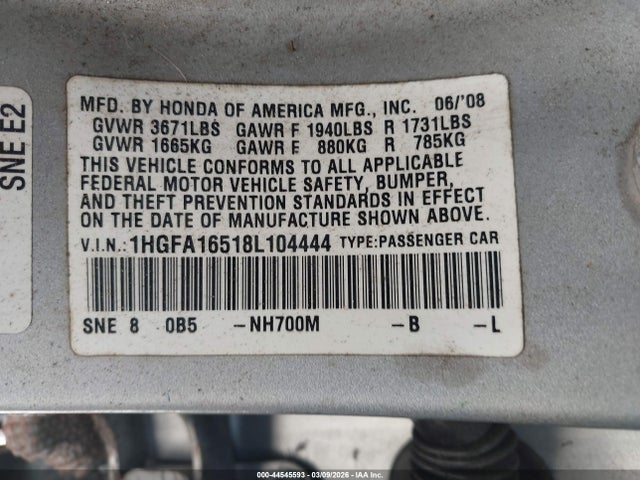 SNE E2
MFD. BY HONDA OF AMERICA MFG., INC. 06/'08
GVWR 3671LBS GAWR F 1940LBS R 1731LBS
GVWR 1665KG GAWR F 880KG R 785KG
THIS VEHICLE CONFORMS TO ALL APPLICABLE
FEDERAL MOTOR VEHICLE SAFETY, BUMPER,
AND THEFT PREVENTION STANDARDS IN EFFECT
ON THE DATE OF MANUFACTURE SHOWN ABOVE.
V.I.N.: 1HGFA16518L104444 TYPE:PASSENGER CAR
SNE 8 0B5 -NH700M -B -L
000-44545593 | 03/09/2026 - IAA, Inc.